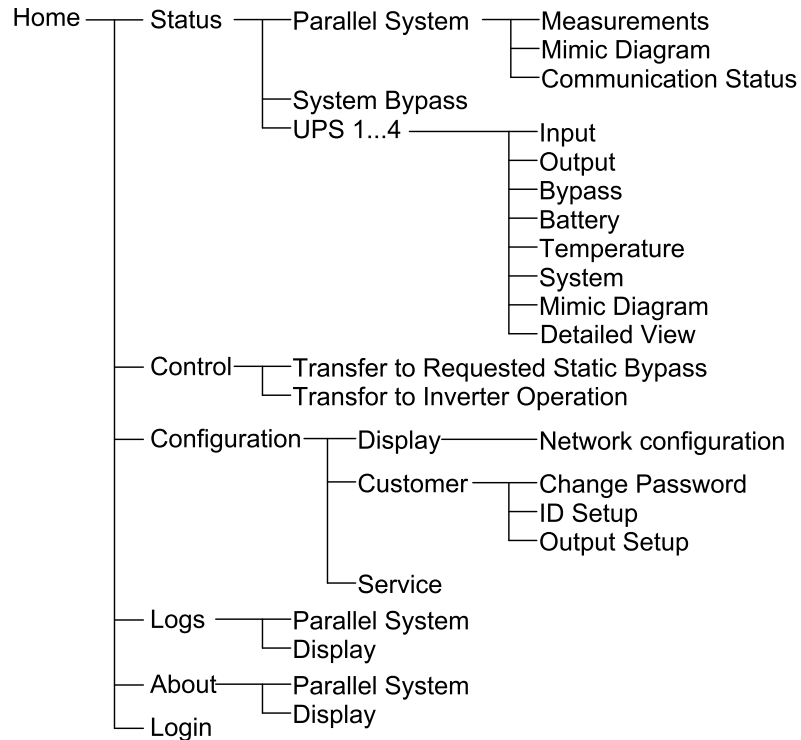 Home
Status
Parallel System
Measurements
Mimic Diagram
Communication Status
System Bypass
UPS 1...4
Input
Output
Bypass
Battery
Temperature
System
Mimic Diagram
Detailed View
Control
Transfer to Requested Static Bypass
Transfor to Inverter Operation
Configuration
Display
Network configuration
Customer
Change Password
ID Setup
Output Setup
Service
Logs
Parallel System
Display
About
Parallel System
Display
Login